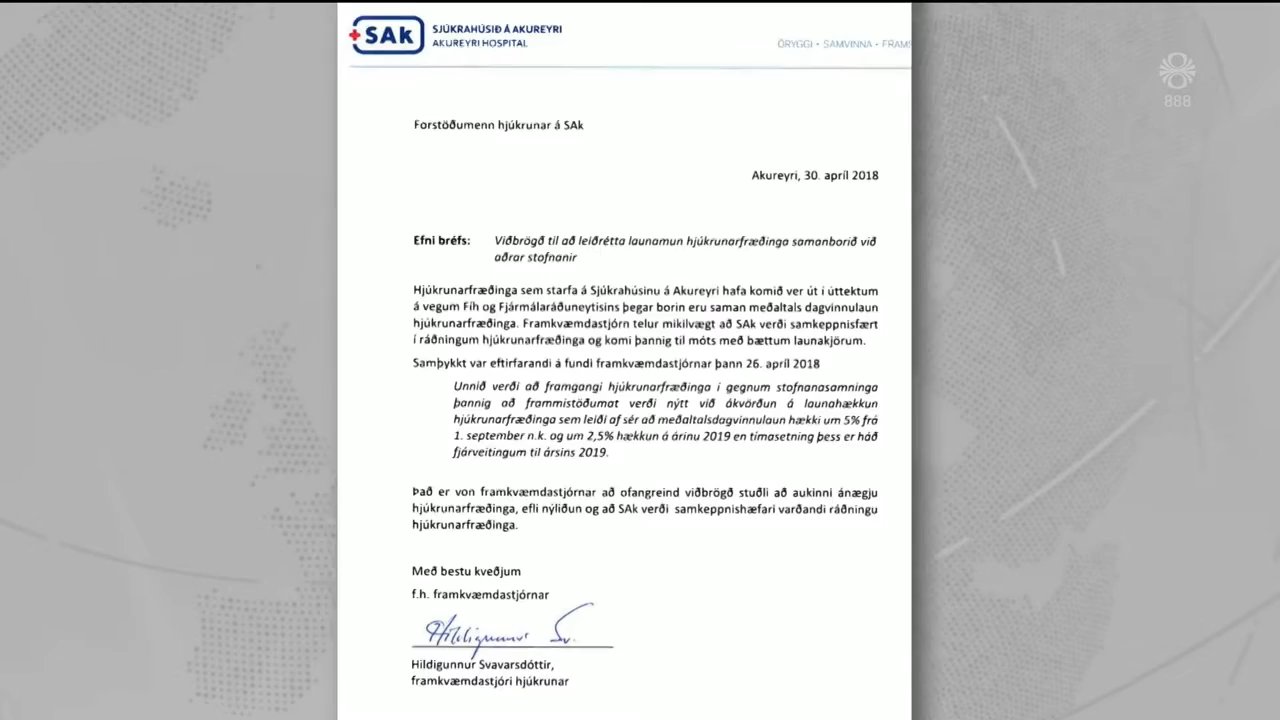 SAk
SJÚKRAHÚSIÐ Á AKUREYRI
AKUREYRI HOSPITAL
ÖRYGGI • SAMVINNA • FRAMS
888
Forstöðumenn hjúkrunar á SAk
Akureyri, 30. apríl 2018
Efni bréfs: Viðbrögð til að leiðrétta launamun hjúkrunarfræðinga samanborið við
aðrar stofnanir
Hjúkrunarfræðinga sem starfa á Sjúkrahúsinu á Akureyri hafa komið ver út í úttektum
á vegum Fíh og Fjármálaráðuneytisins þegar borin eru saman meðaltals dagvinnulaun
hjúkrunarfræðinga. Framkvæmdastjórn telur mikilvægt að SAk verði samkeppnisfært
í ráðningum hjúkrunarfræðinga og komi þannig til móts með bættum launakjörum.
Samþykkt var eftirfarandi á fundi framkvæmdastjórnar þann 26. apríl 2018
Unnið verði að framgangi hjúkrunarfræðinga í gegnum stofnanasamninga
þannig að frammistöðumat verði nýtt við ákvörðun á launahækkun
hjúkrunarfræðinga sem leiði af sér að meðaltalsdagvinnulaun hækki um 5% frá
1. september n.k. og um 2,5% hækkun á árinu 2019 en tímasetning þess er háð
fjárveitingum til ársins 2019.
Það er von framkvæmdastjórnar að ofangreind viðbrögð stuðli að aukinni ánægju
hjúkrunarfræðinga, efli nýliðun og að SAk verði samkeppnishæfari varðandi ráðningu
hjúkrunarfræðinga.
Með bestu kveðjum
f.h. framkvæmdastjórnar
Hildigunnur Sv.
Hildigunnur Svavarsdóttir,
framkvæmdastjóri hjúkrunar